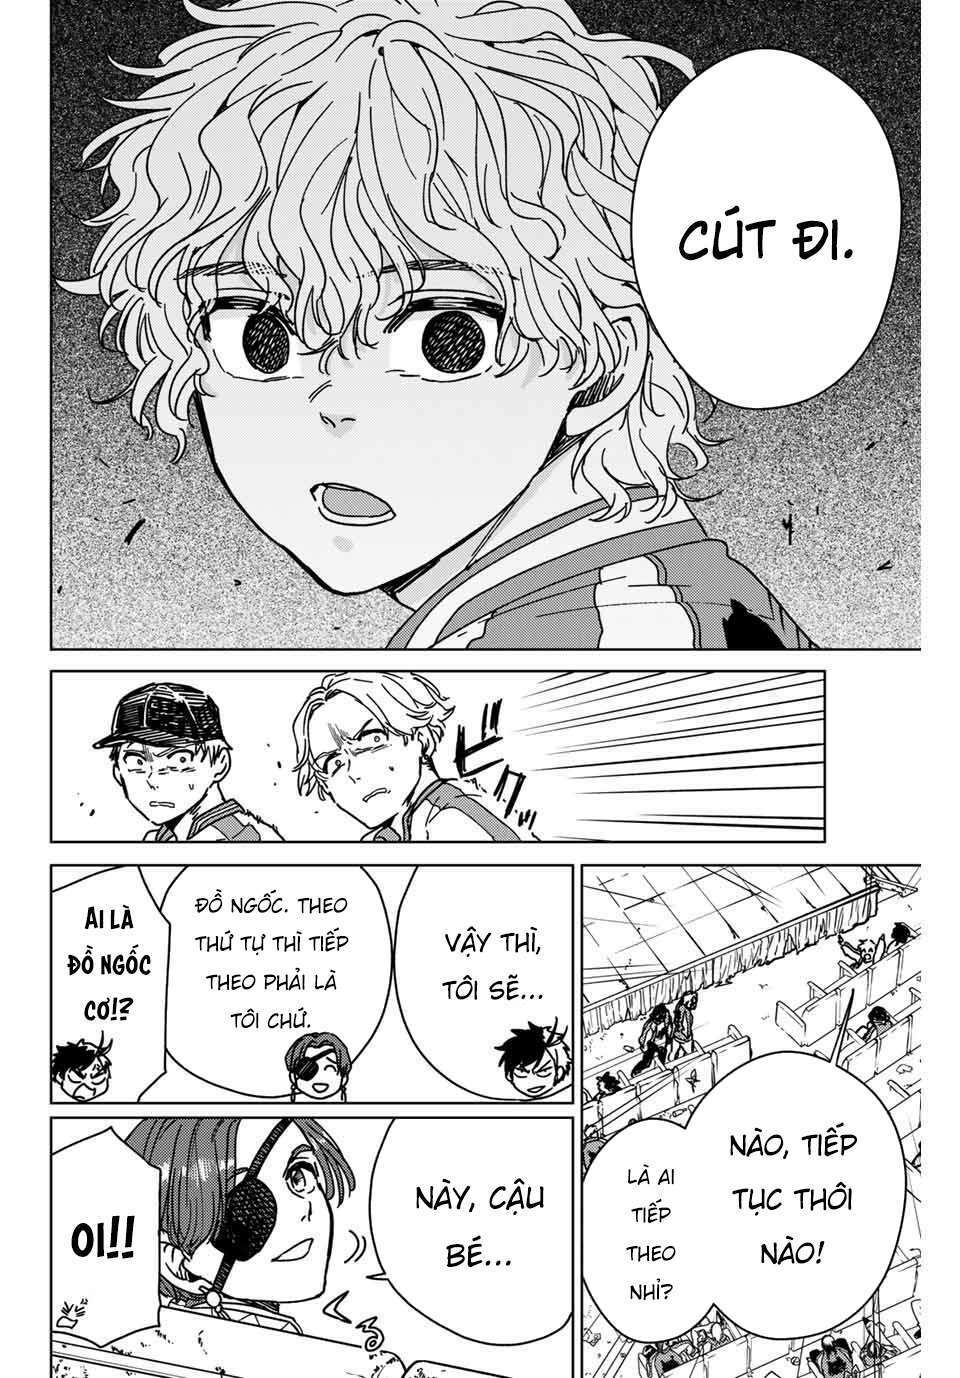 CÚT ĐI.
NÀO, TIẾP
TỤC THÔI
NÀO!
LÀ AI
TIẾP
THEO
NHỈ?
VẬY THÌ,
TÔI SẼ...
ĐỒ NGỐC. THEO
THỨ TỰ THÌ TIẾP
THEO PHẢI LÀ
TÔI CHỨ.
AI LÀ
ĐỒ NGỐC
CƠ!?
NÀY, CẬU
BÉ...
OI!!